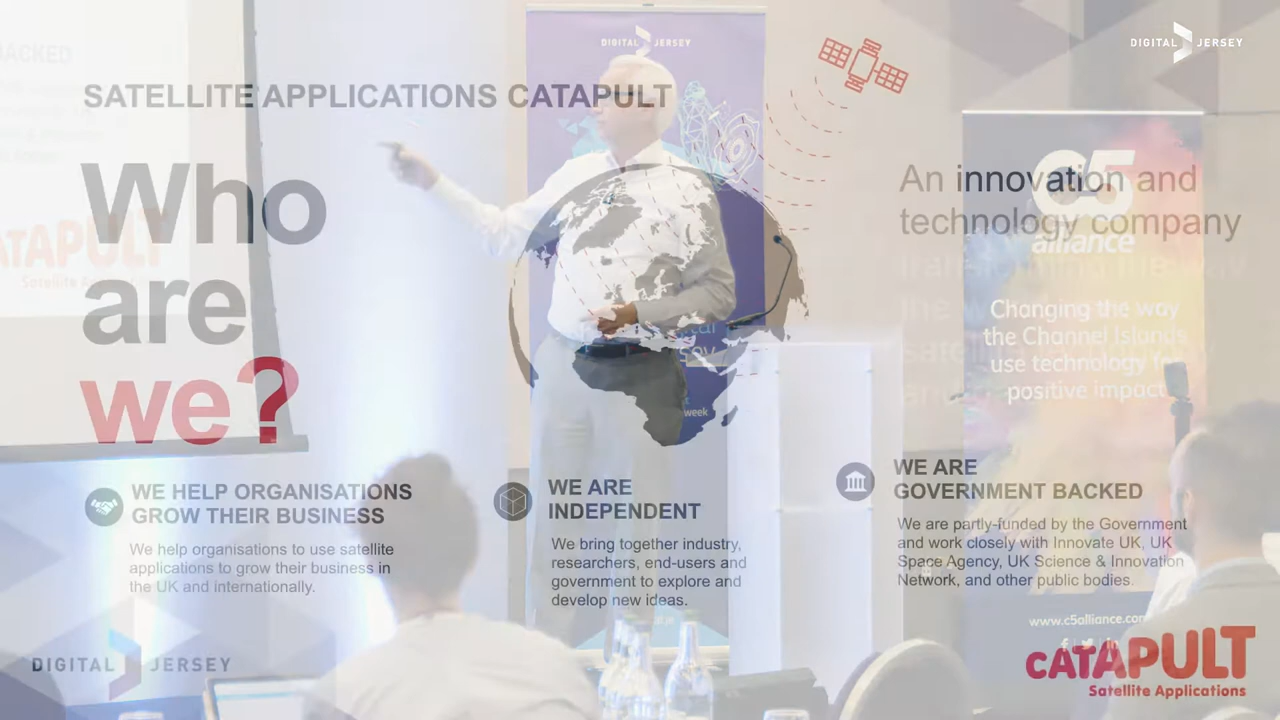 DIGITAL JERSEY
DIGITAL JERSEY
SATELLITE APPLICATIONS CATAPULT
Who
are
we?
An innovation and
technology company
C5
alliance
Changing the way
the Channel Islands
use technology for
positive impact
week
WE HELP ORGANISATIONS
GROW THEIR BUSINESS
We help organisations to use satellite
applications to grow their business in
the UK and internationally.
WE ARE
INDEPENDENT
We bring together industry,
researchers, end-users and
government to explore and
develop new ideas.
WE ARE
GOVERNMENT BACKED
We are partly-funded by the Government
and work closely with Innovate UK, UK
Space Agency, UK Science & Innovation
Network, and other public bodies.
www.c5alliance.com
DIGITAL JERSEY
CATAPULT
Satellite Applications